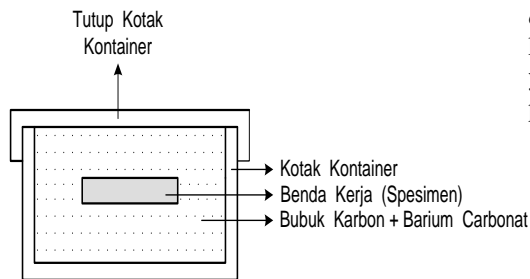 Tutup Kotak
Kontainer
Kotak Kontainer
Benda Kerja (Spesimen)
Bubuk Karbon + Barium Carbonat